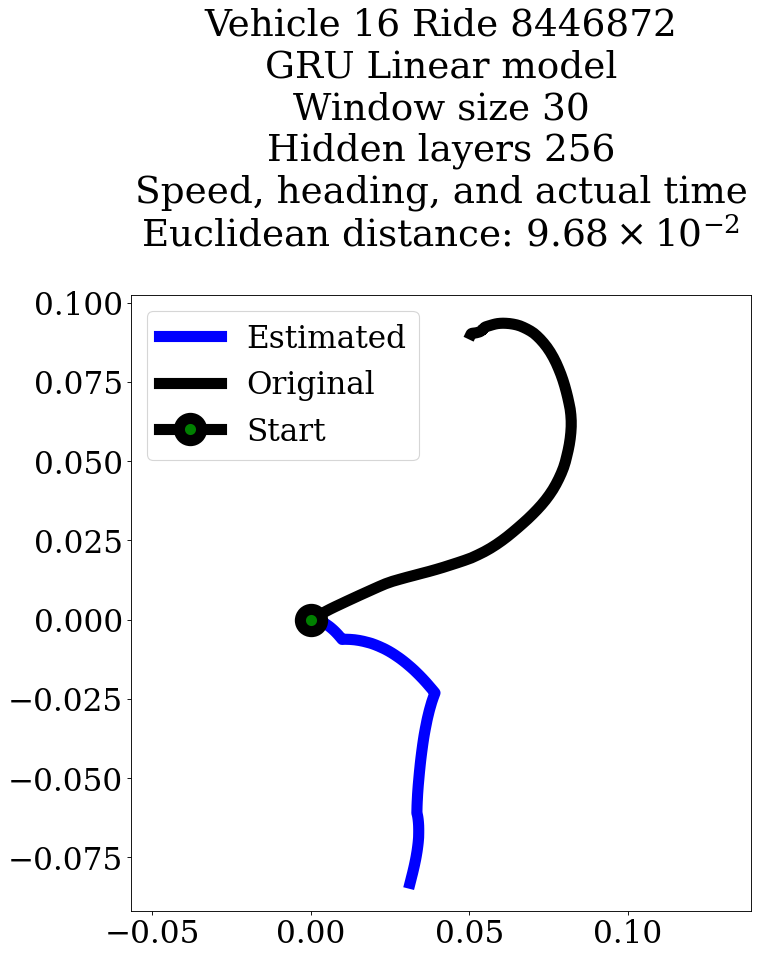 Vehicle 16 Ride 8446872
GRU Linear model
Window size 30
Hidden layers 256
Speed, heading, and actual time
Euclidean distance: 9.68 × 10⁻²
Estimated
Original
Start
0.100
0.075
0.050
0.025
0.000
−0.025
−0.050
−0.075
−0.05
0.00
0.05
0.10